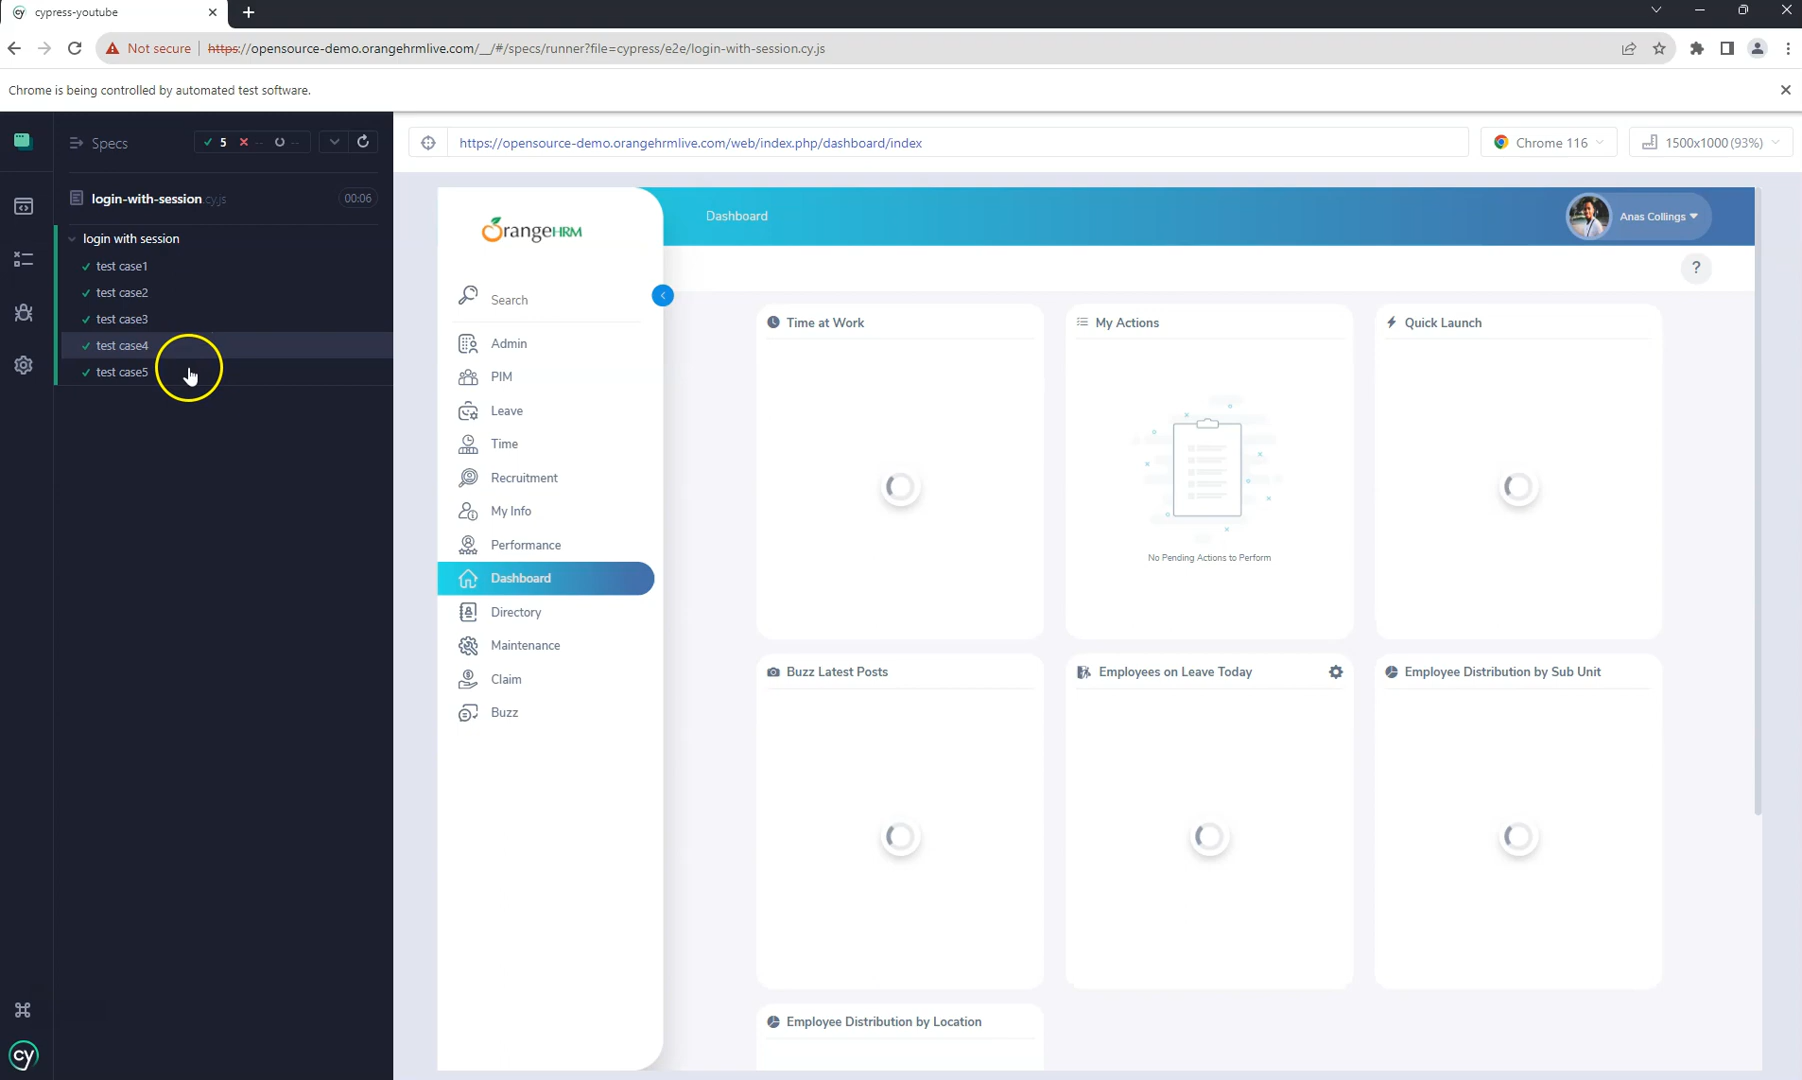 cypress-youtube
Not secure https://opensource-demo.orangehrmlive.com/__/#/specs/runner?file=cypress/e2e/login-with-session.cy.js
Chrome is being controlled by automated test software.
Specs
5 -- --
https://opensource-demo.orangehrmlive.com/web/index.php/dashboard/index
Chrome 116
1500x1000 (93%)
login-with-session.cy.js 00:06
login with session
test case1
test case2
test case3
test case4
test case5
cy
OrangeHRM
Search
Admin
PIM
Leave
Time
Recruitment
My Info
Performance
Dashboard
Directory
Maintenance
Claim
Buzz
Dashboard
Anas Collings
?
Time at Work
My Actions
Quick Launch
No Pending Actions to Perform
Buzz Latest Posts
Employees on Leave Today
Employee Distribution by Sub Unit
Employee Distribution by Location